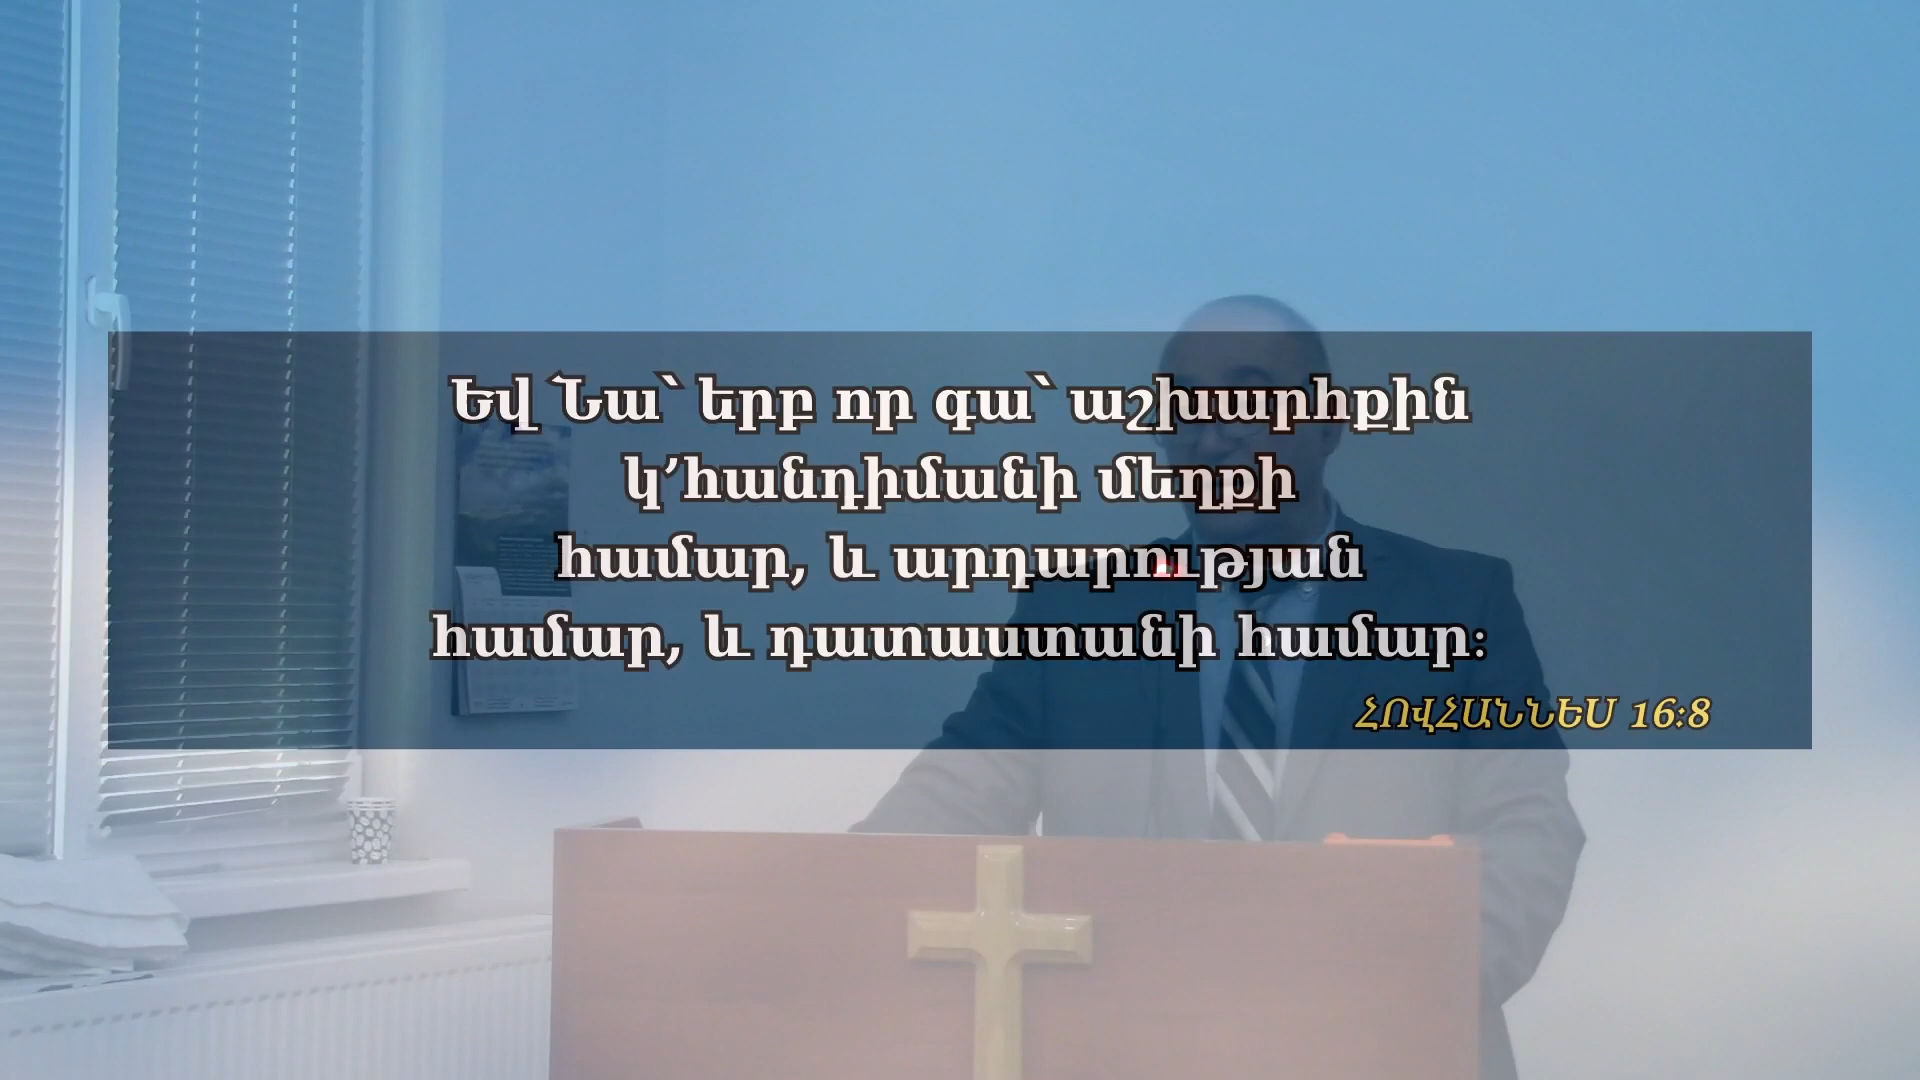 Եվ Նա՝ երբ որ գա՝ աշխարհքին
կ’հանդիմանի մեղքի
համար, և արդարության
համար, և դատաստանի համար։
ՀՈՎՀԱՆՆԵՍ 16:8